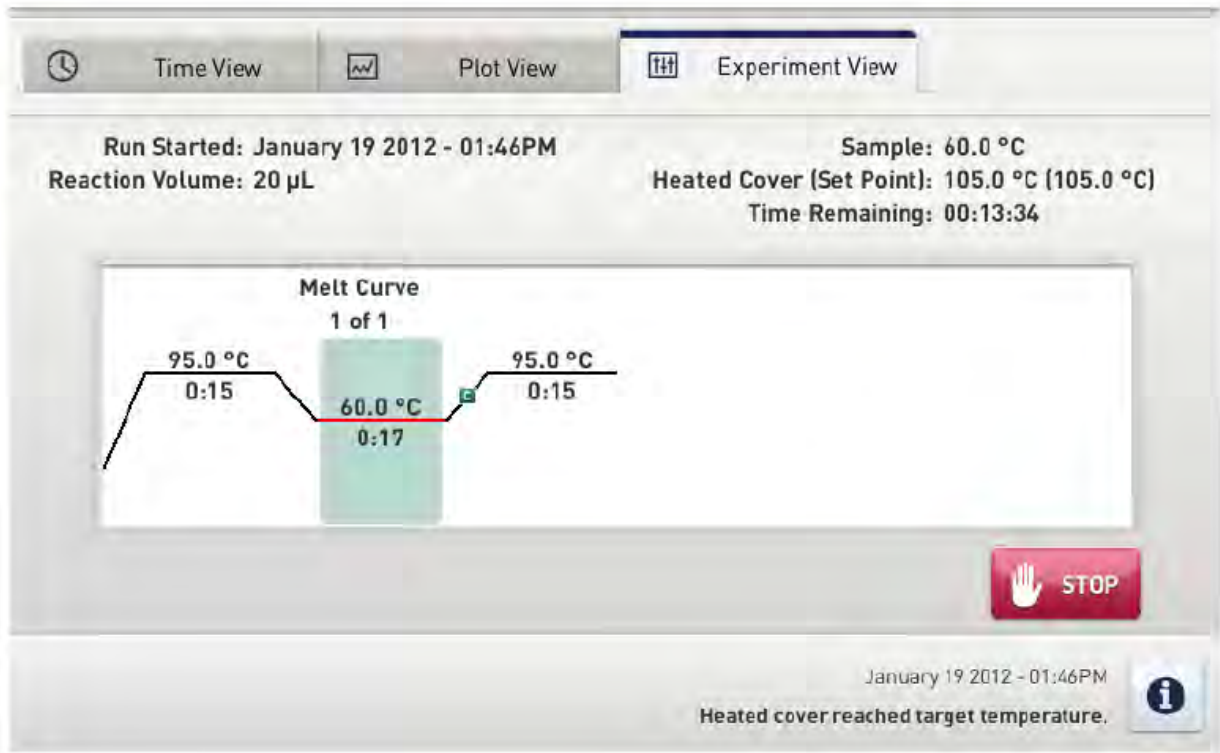 Time View
Plot View
Experiment View
Run Started: January 19 2012 - 01:46PM
Reaction Volume: 20 µL
Sample: 60.0 °C
Heated Cover (Set Point): 105.0 °C (105.0 °C)
Time Remaining: 00:13:34
Melt Curve
1 of 1
95.0 °C
0:15
60.0 °C
0:17
C
95.0 °C
0:15
STOP
January 19 2012 - 01:46PM
Heated cover reached target temperature.